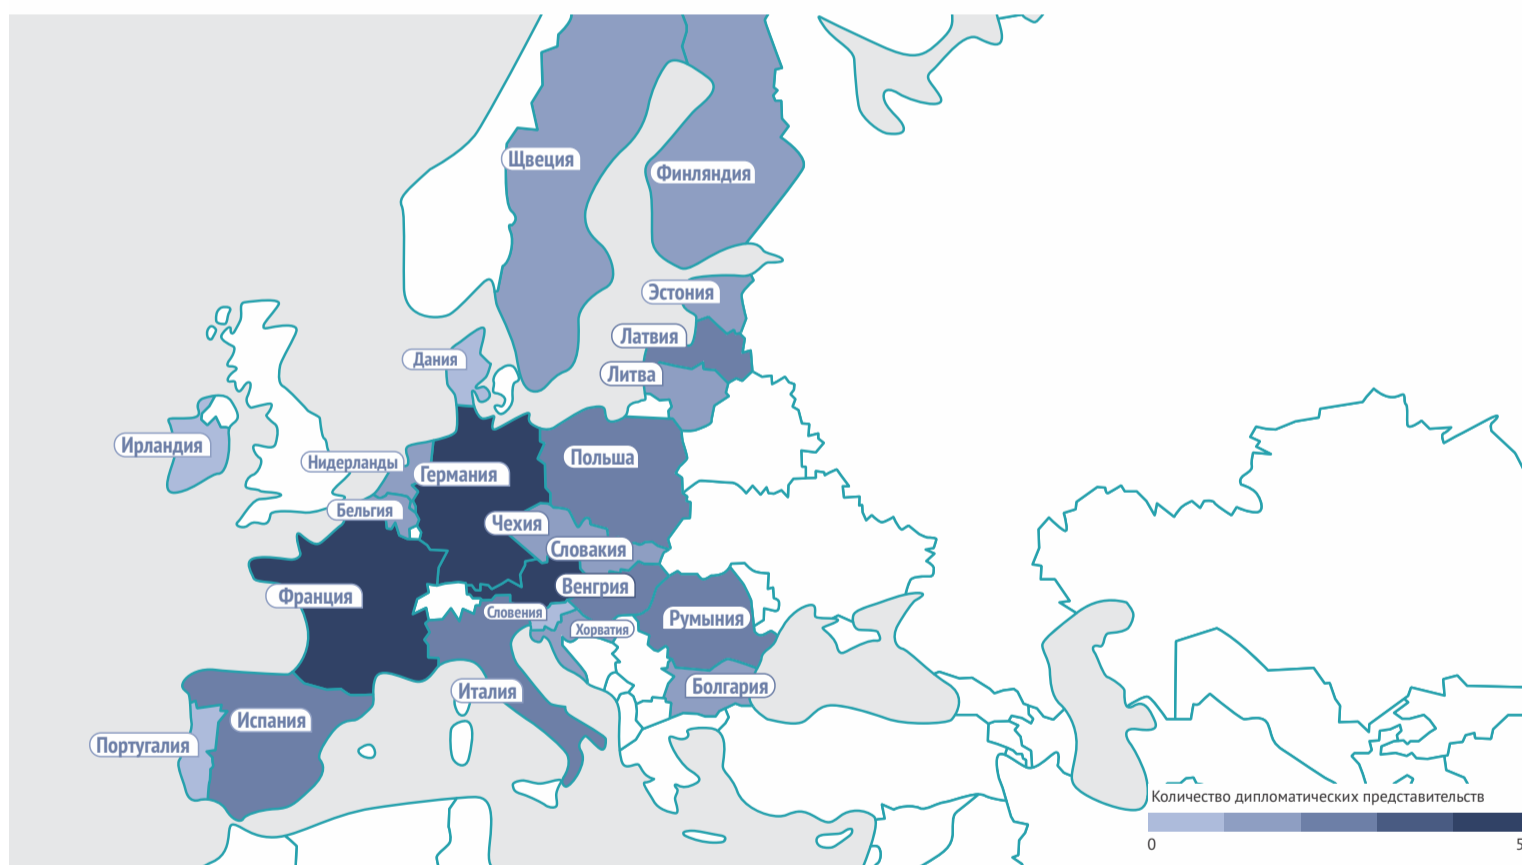 Щвеция
Финляндия
Эстония
Латвия
Дания
Литва
Ирландия
Нидерланды
Германия
Польша
Бельгия
Чехия
Словакия
Венгрия
Франция
Словения
Румыния
Хорватия
Болгария
Италия
Испания
Португалия
Количество дипломатических представительств
0 5